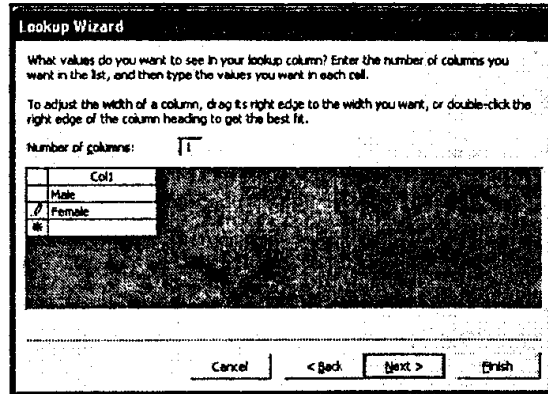 Lookup Wizard
What values do you want to see in your lookup column? Enter the number of columns you
want in the list, and then type the values you want in each cell.
To adjust the width of a column, drag its right edge to the width you want, or double-click the
right edge of the column heading to get the best fit.
Number of columns: 1
Col1
Male
Female
Cancel < Back Next > Finish